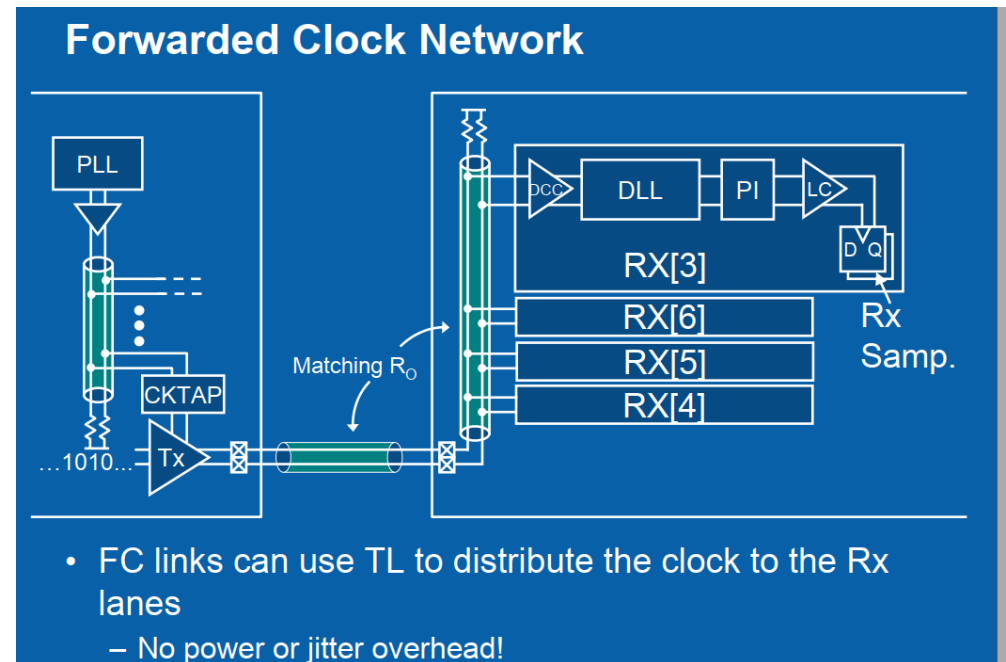 Forwarded Clock Network
PLL
CKTAP
...1010...
Tx
Matching RO
DCC
DLL
PI
LC
D Q
RX[3]
RX[6]
RX[5]
RX[4]
Rx
Samp.
• FC links can use TL to distribute the clock to the Rx
lanes
– No power or jitter overhead!